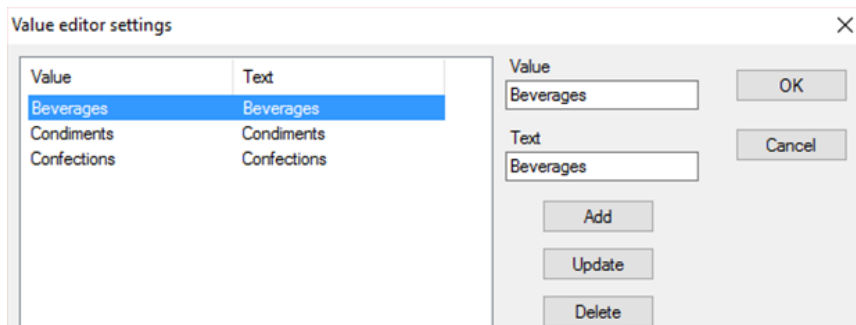 Value editor settings
Value Text
Beverages Beverages
Condiments Condiments
Confections Confections
Value
Beverages
Text
Beverages
Add
Update
Delete
OK
Cancel